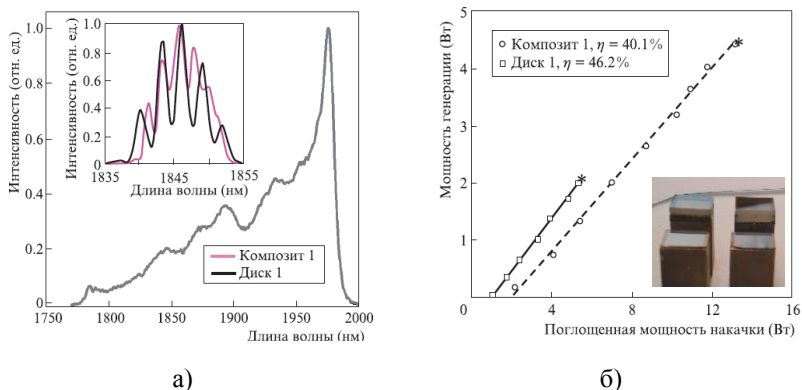 а)
Интенсивность (отн. ед.)
1.0
0.8
0.6
0.4
0.2
0
1750
1800
1850
1900
1950
2000
Длина волны (нм)
Интенсивность (отн. ед.)
1.0
0.8
0.6
0.4
0.2
0
1835
1845
1855
Длина волны (нм)
Композит 1
Диск 1
б)
Мощность генерации (Вт)
5
4
3
2
1
0
4
8
12
16
Поглощенная мощность накачки (Вт)
Композит 1, η = 40.1%
Диск 1, η = 46.2%
*
*
а)
б)